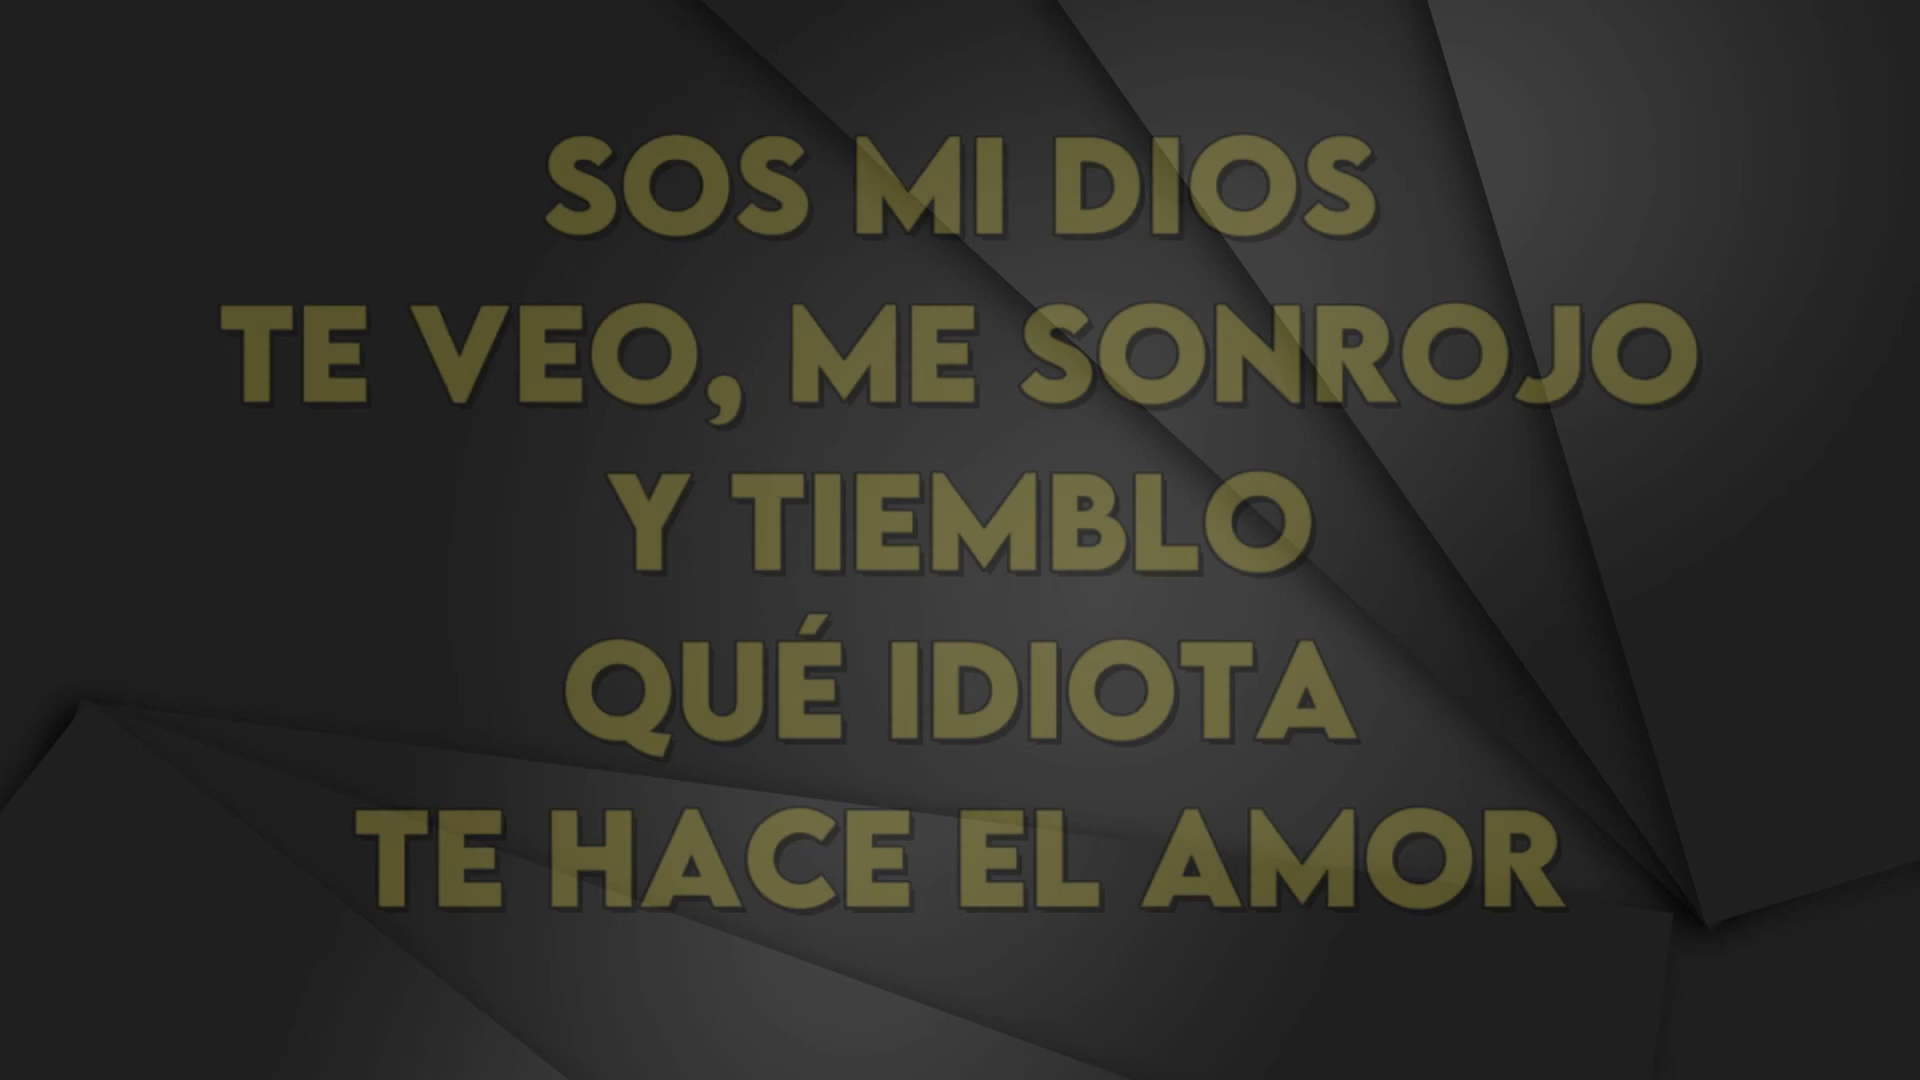 SOS MI DIOS
TE VEO, ME SONROJO
Y TIEMBLO
QUÉ IDIOTA
TE HACE EL AMOR